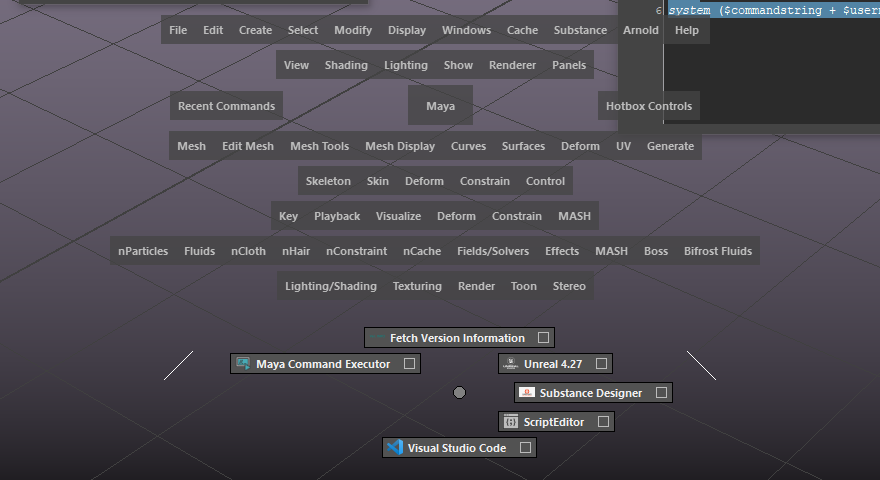 6 system ($commandstring + $usern
File Edit Create Select Modify Display Windows Cache Substance Arnold Help
View Shading Lighting Show Renderer Panels
Recent Commands Maya Hotbox Controls
Mesh Edit Mesh Mesh Tools Mesh Display Curves Surfaces Deform UV Generate
Skeleton Skin Deform Constrain Control
Key Playback Visualize Deform Constrain MASH
nParticles Fluids nCloth nHair nConstraint nCache Fields/Solvers Effects MASH Boss Bifrost Fluids
Lighting/Shading Texturing Render Toon Stereo
Fetch Version Information
Maya Command Executor Unreal 4.27
Substance Designer
ScriptEditor
Visual Studio Code